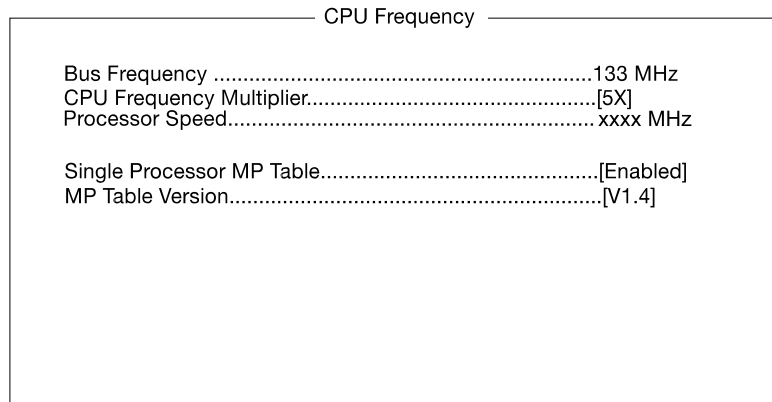 CPU Frequency
Bus Frequency ................................................................133 MHz
CPU Frequency Multiplier.................................................[5X]
Processor Speed.............................................................. xxxx MHz
Single Processor MP Table...............................................[Enabled]
MP Table Version...............................................................[V1.4]